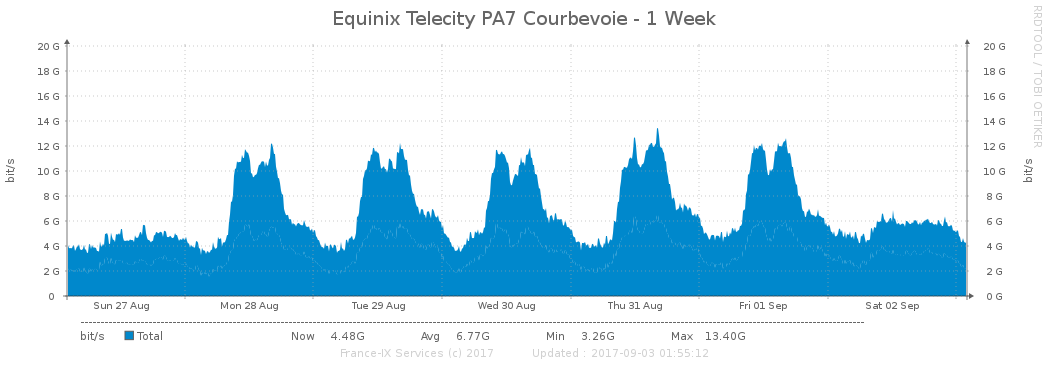 Equinix Telecity PA7 Courbevoie - 1 Week
RRDTOOL / TOBI OETIKER
bit/s
20 G
18 G
16 G
14 G
12 G
10 G
8 G
6 G
4 G
2 G
0
20 G
18 G
16 G
14 G
12 G
10 G
8 G
6 G
4 G
2 G
0 G
bit/s
Sun 27 Aug Mon 28 Aug Tue 29 Aug Wed 30 Aug Thu 31 Aug Fri 01 Sep Sat 02 Sep
bit/s Total Now 4.48G Avg 6.77G Min 3.26G Max 13.40G
France-IX Services (c) 2017 Updated : 2017-09-03 01:55:12